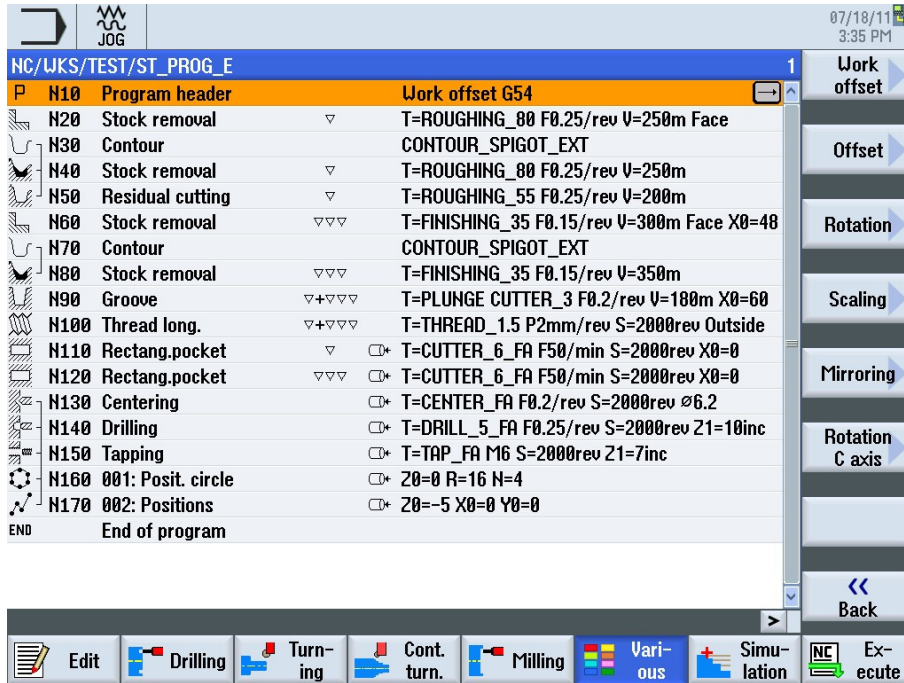 07/18/11
3:35 PM
JOG
NC/WKS/TEST/ST_PROG_E 1
P N10 Program header Work offset G54
N20 Stock removal ▽ T=ROUGHING_80 F0.25/rev V=250m Face
N30 Contour CONTOUR_SPIGOT_EXT
N40 Stock removal ▽ T=ROUGHING_80 F0.25/rev V=250m
N50 Residual cutting ▽ T=ROUGHING_55 F0.25/rev V=200m
N60 Stock removal ▽▽▽ T=FINISHING_35 F0.15/rev V=300m Face X0=48
N70 Contour CONTOUR_SPIGOT_EXT
N80 Stock removal ▽▽▽ T=FINISHING_35 F0.15/rev V=350m
N90 Groove ▽+▽▽▽ T=PLUNGE CUTTER_3 F0.2/rev V=180m X0=60
N100 Thread long. ▽+▽▽▽ T=THREAD_1.5 P2mm/rev S=2000rev Outside
N110 Rectang.pocket ▽ T=CUTTER_6_FA F50/min S=2000rev X0=0
N120 Rectang.pocket ▽▽▽ T=CUTTER_6_FA F50/min S=2000rev X0=0
N130 Centering T=CENTER_FA F0.2/rev S=2000rev ⌀6.2
N140 Drilling T=DRILL_5_FA F0.25/rev S=2000rev Z1=10inc
N150 Tapping T=TAP_FA M6 S=2000rev Z1=7inc
N160 001: Posit. circle Z0=0 R=16 N=4
N170 002: Positions Z0=-5 X0=0 Y0=0
END End of program
Work
offset
Offset
Rotation
Scaling
Mirroring
Rotation
C axis
<<
Back
>
Edit
Drilling
Turn-
ing
Cont.
turn.
Milling
Vari-
ous
Simu-
lation
NC
Ex-
ecute